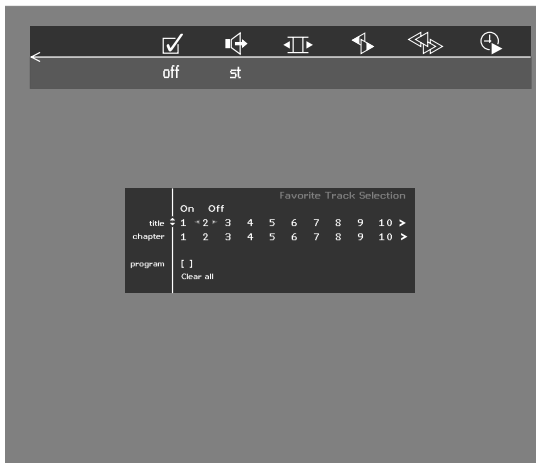 off st
Favorite Track Selection
On Off
title 1 2 3 4 5 6 7 8 9 10 >
chapter 1 2 3 4 5 6 7 8 9 10 >
program [ ]
Clear all